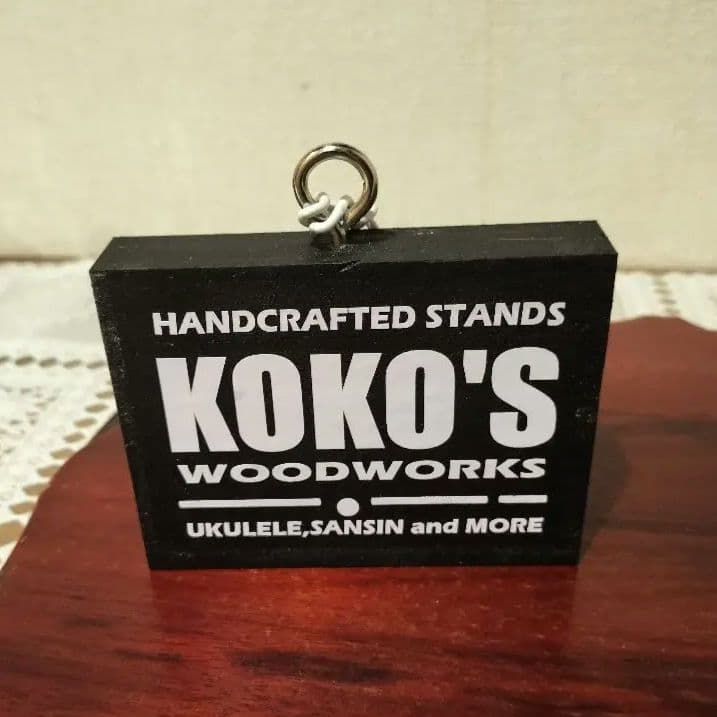 HANDCRAFTED STANDS
KOKO'S
WOODWORKS
UKULELE,SANSIN and MORE